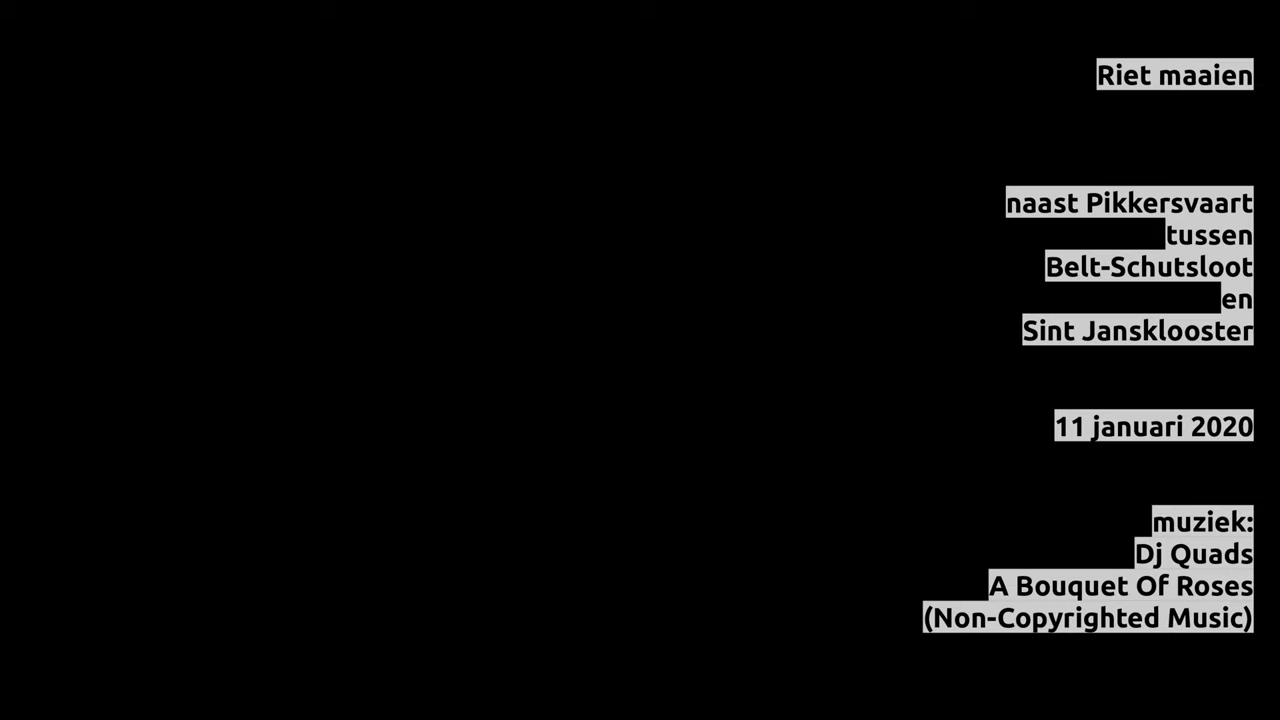 Riet maaien
naast Pikkersvaart
tussen
Belt-Schutsloot
en
Sint Jansklooster
11 januari 2020
muziek:
Dj Quads
A Bouquet Of Roses
(Non-Copyrighted Music)